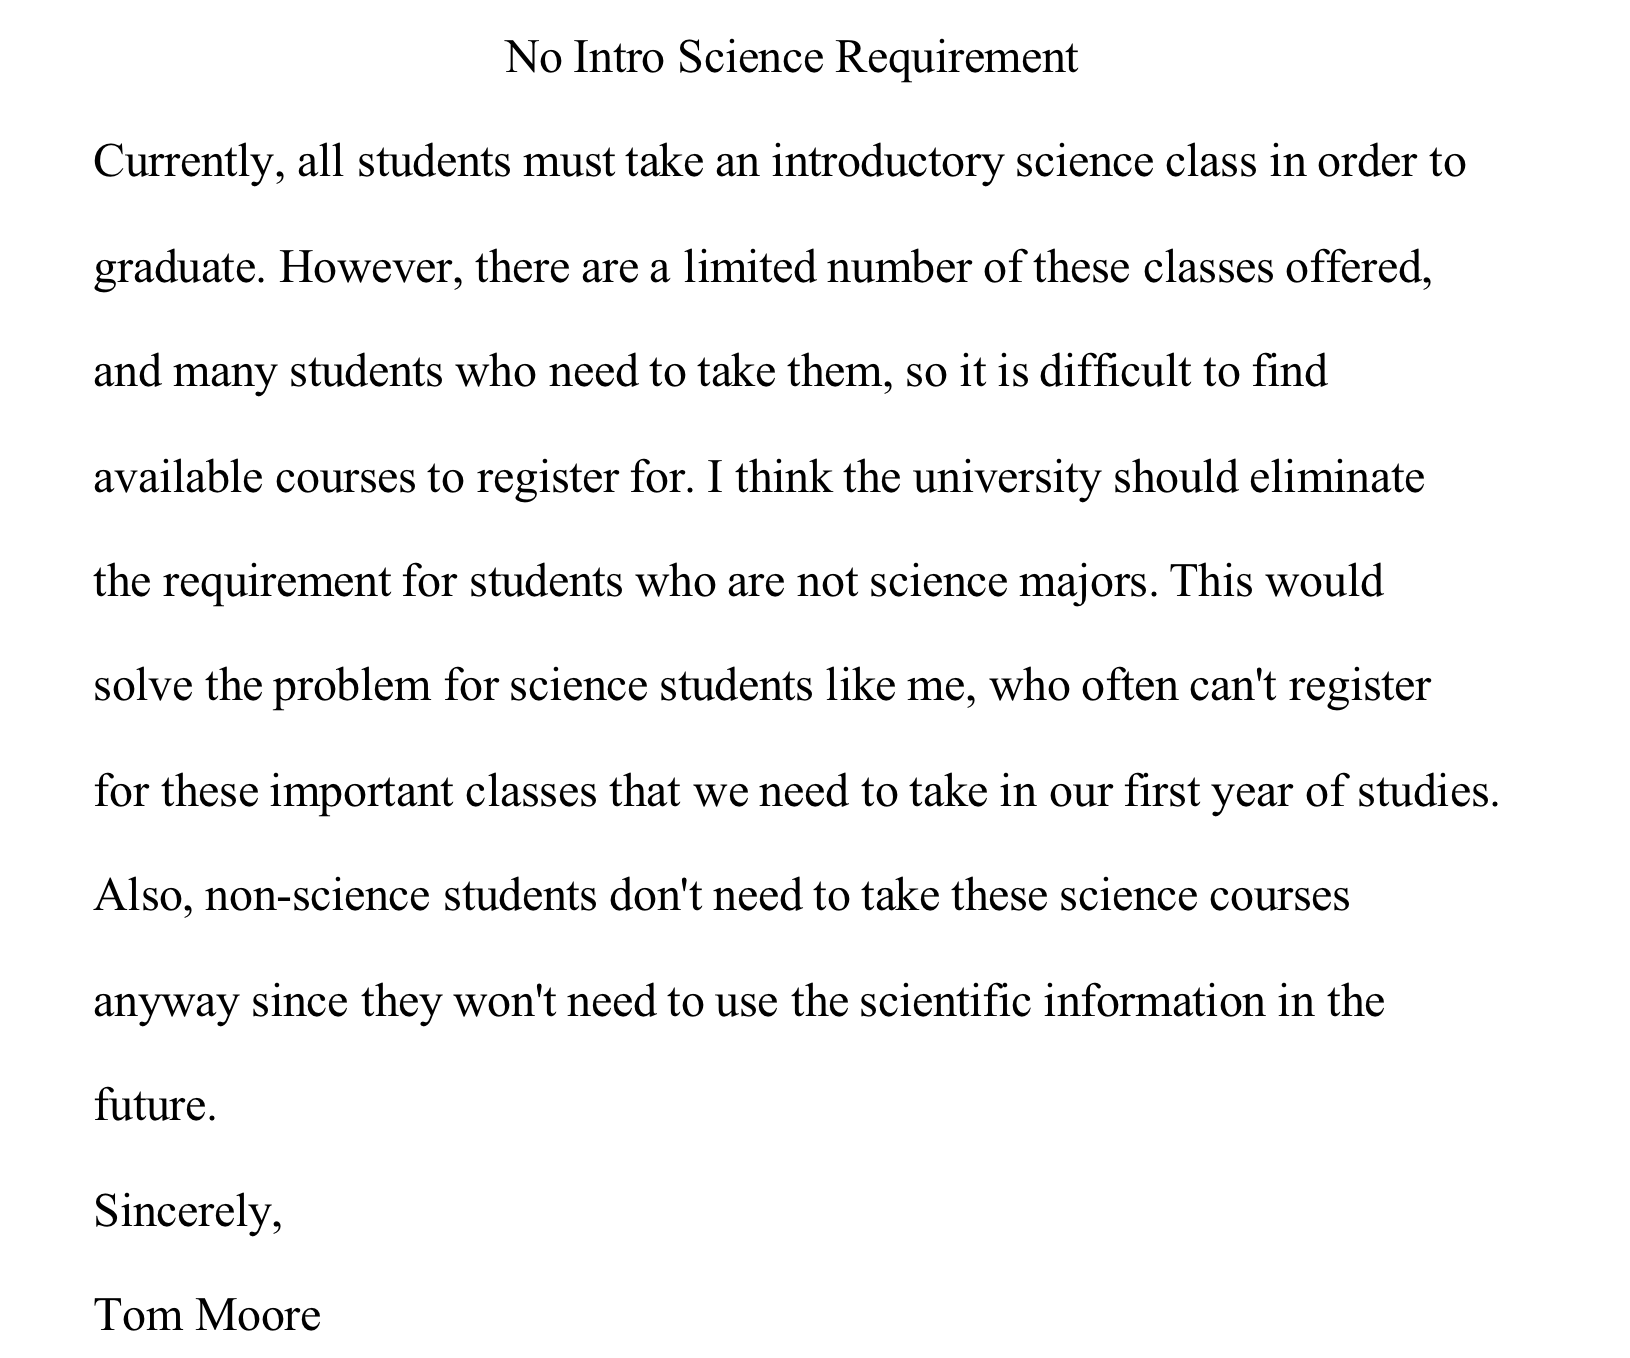 No Intro Science Requirement
Currently, all students must take an introductory science class in order to
graduate. However, there are a limited number of these classes offered,
and many students who need to take them, so it is difficult to find
available courses to register for. I think the university should eliminate
the requirement for students who are not science majors. This would
solve the problem for science students like me, who often can't register
for these important classes that we need to take in our first year of studies.
Also, non-science students don't need to take these science courses
anyway since they won't need to use the scientific information in the
future.
Sincerely,
Tom Moore